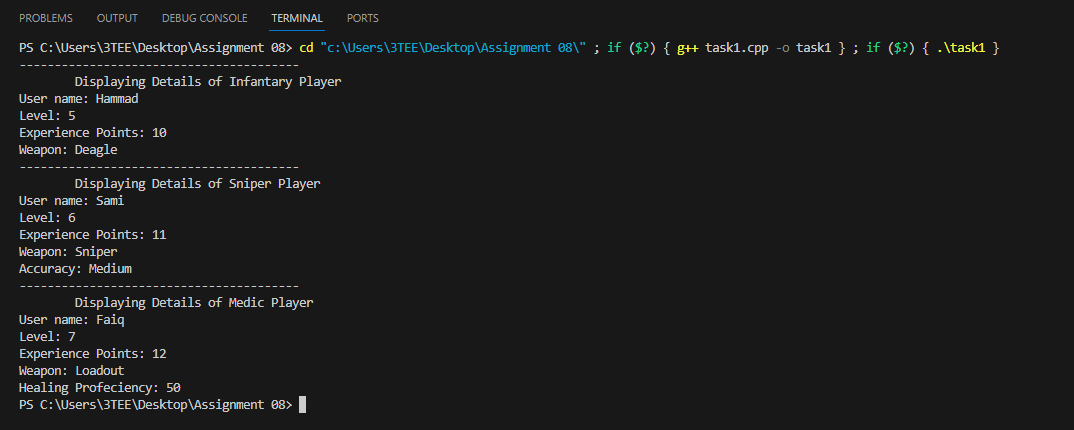 PROBLEMS OUTPUT DEBUG CONSOLE TERMINAL PORTS
PS C:\Users\3TEE\Desktop\Assignment 08> cd "c:\Users\3TEE\Desktop\Assignment 08\" ; if ($?) { g++ task1.cpp -o task1 } ; if ($?) { .\task1 }
----------------------------------------
Displaying Details of Infantary Player
User name: Hammad
Level: 5
Experience Points: 10
Weapon: Deagle
----------------------------------------
Displaying Details of Sniper Player
User name: Sami
Level: 6
Experience Points: 11
Weapon: Sniper
Accuracy: Medium
----------------------------------------
Displaying Details of Medic Player
User name: Faiq
Level: 7
Experience Points: 12
Weapon: Loadout
Healing Profeciency: 50
PS C:\Users\3TEE\Desktop\Assignment 08>